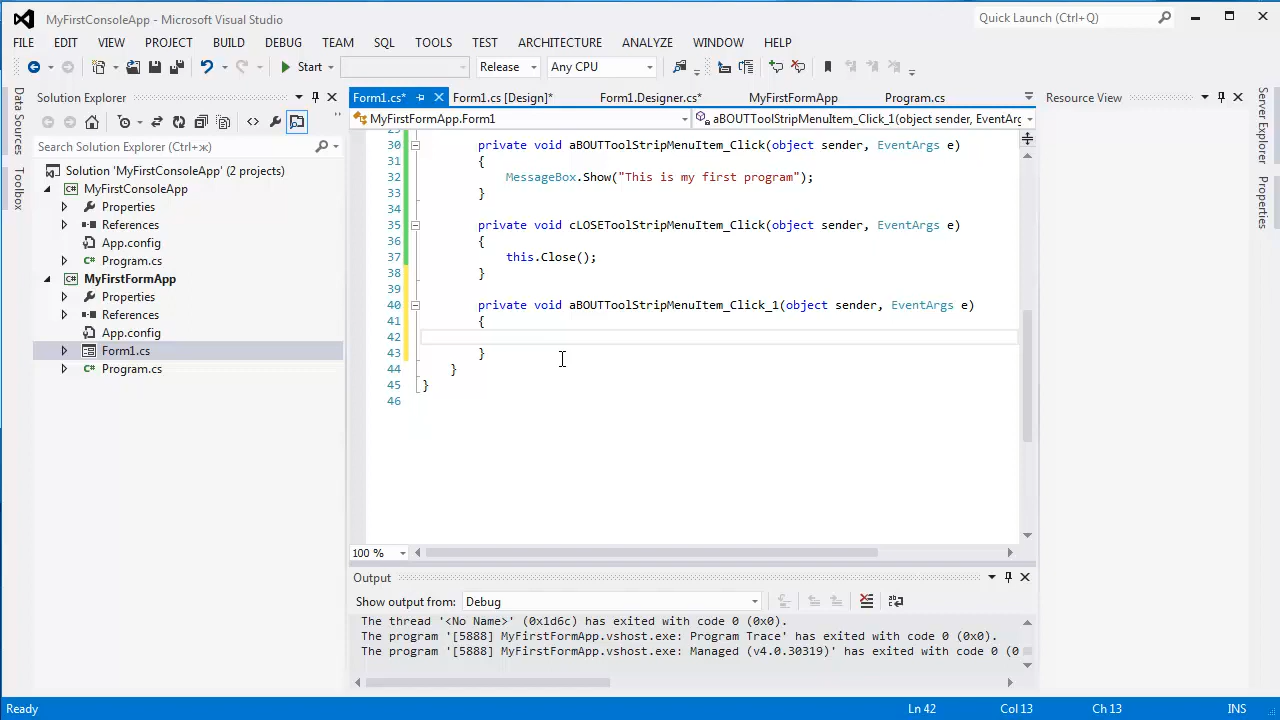 MyFirstConsoleApp - Microsoft Visual Studio
Quick Launch (Ctrl+Q)
FILE EDIT VIEW PROJECT BUILD DEBUG TEAM SQL TOOLS TEST ARCHITECTURE ANALYZE WINDOW HELP
Start Release Any CPU
Data Sources
Toolbox
Solution Explorer
Search Solution Explorer (Ctrl+ж)
Solution 'MyFirstConsoleApp' (2 projects)
MyFirstConsoleApp
Properties
References
App.config
Program.cs
MyFirstFormApp
Properties
References
App.config
Form1.cs
Program.cs
Form1.cs* Form1.cs [Design]* Form1.Designer.cs* MyFirstFormApp Program.cs
MyFirstFormApp.Form1 aBOUTToolStripMenuItem_Click_1(object sender, EventArg
29
30 private void aBOUTToolStripMenuItem_Click(object sender, EventArgs e)
31 {
32 MessageBox.Show("This is my first program");
33 }
34
35 private void cLOSEToolStripMenuItem_Click(object sender, EventArgs e)
36 {
37 this.Close();
38 }
39
40 private void aBOUTToolStripMenuItem_Click_1(object sender, EventArgs e)
41 {
42
43 }
44 }
45 }
46
100 %
Output
Show output from: Debug
The thread '<No Name>' (0x1d6c) has exited with code 0 (0x0).
The program '[5888] MyFirstFormApp.vshost.exe: Program Trace' has exited with code 0 (0x0).
The program '[5888] MyFirstFormApp.vshost.exe: Managed (v4.0.30319)' has exited with code 0 (0
Resource View
Server Explorer
Properties
Ready Ln 42 Col 13 Ch 13 INS